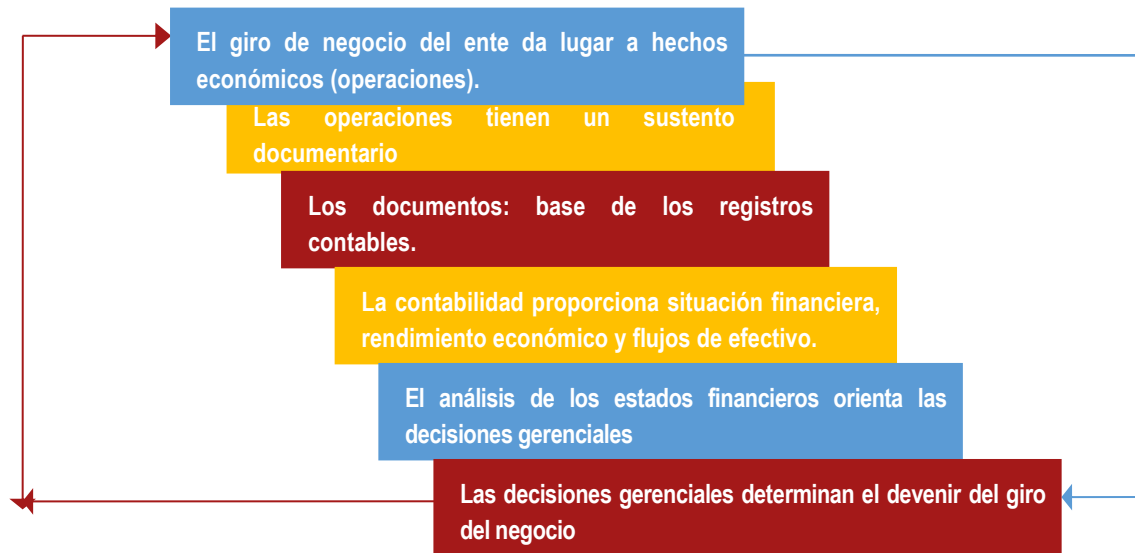 El giro de negocio del ente da lugar a hechos
económicos (operaciones).
Las operaciones tienen un sustento
documentario
Los documentos: base de los registros
contables.
La contabilidad proporciona situación financiera,
rendimiento económico y flujos de efectivo.
El análisis de los estados financieros orienta las
decisiones gerenciales
Las decisiones gerenciales determinan el devenir del giro
del negocio